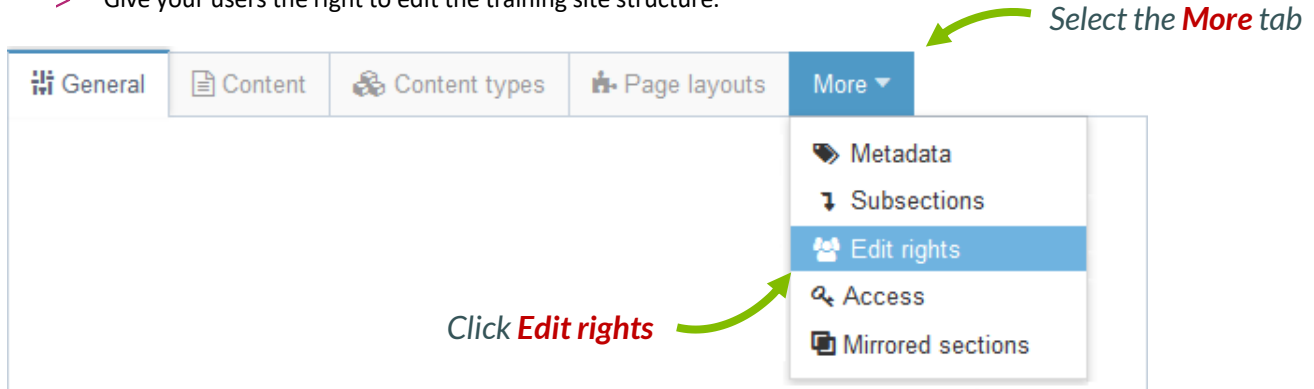 > Give your users the right to edit the training site structure.
Select the More tab
General Content Content types Page layouts More
Metadata
Subsections
Edit rights
Click Edit rights
Access
Mirrored sections